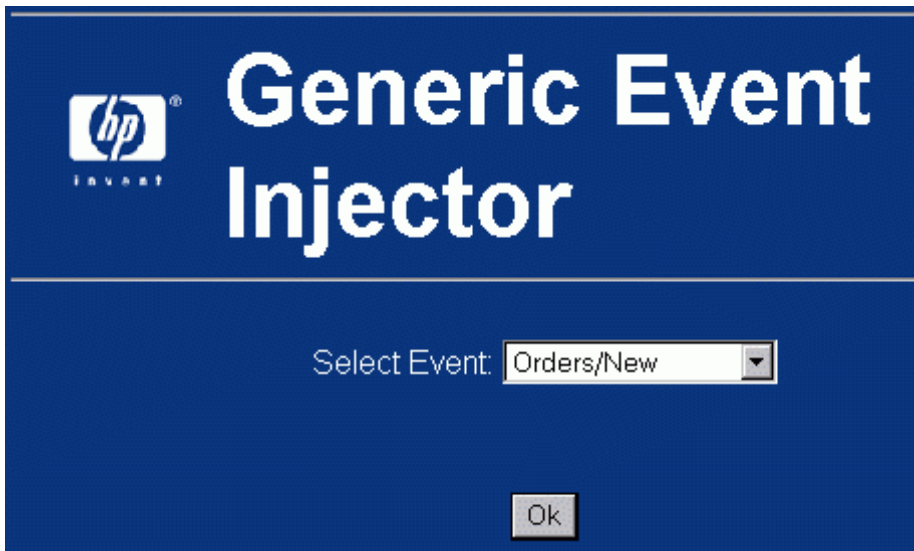 Generic Event
Injector
hp®
invent
Select Event: Orders/New
Ok